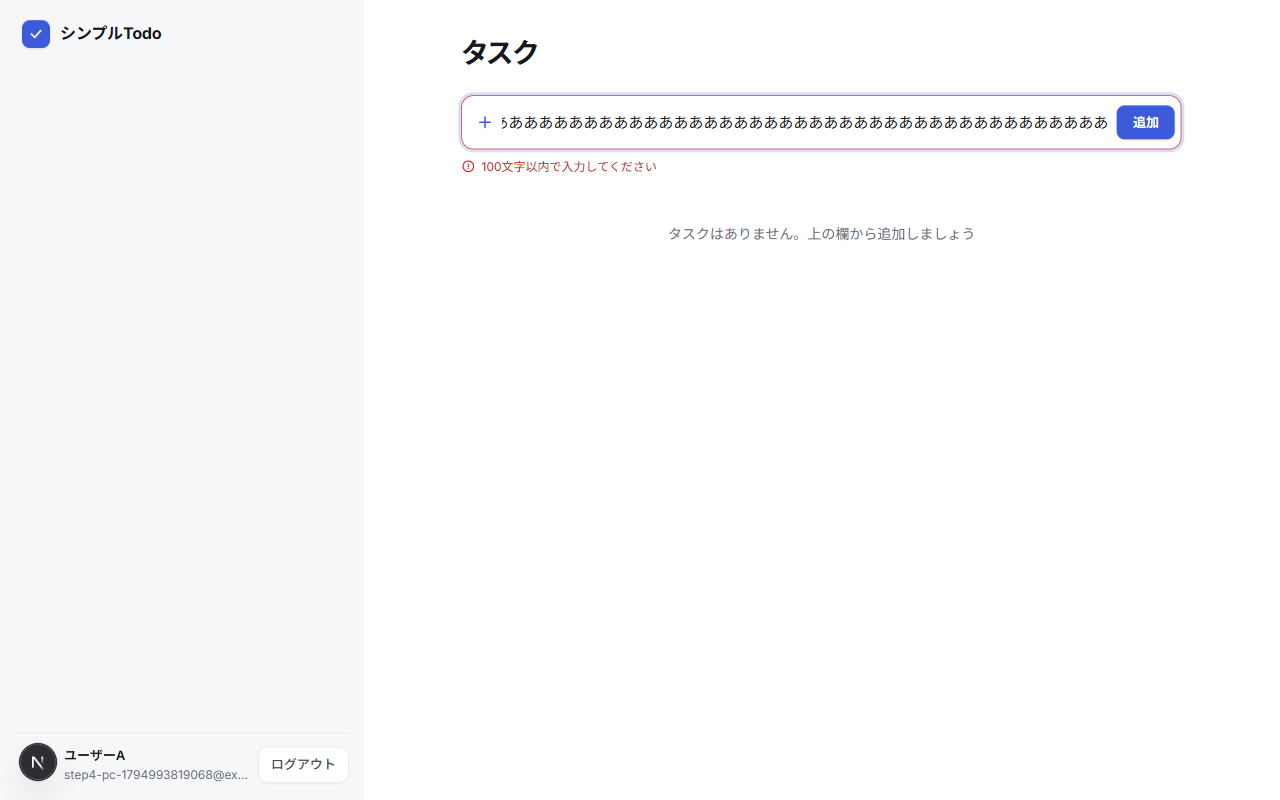 シンプルTodo
タスク
あああああああああああああああああああああああああああああああああああああああああ
追加
100文字以内で入力してください
タスクはありません。上の欄から追加しましょう
N
ユーザーA
step4-pc-1794993819068@ex...
ログアウト